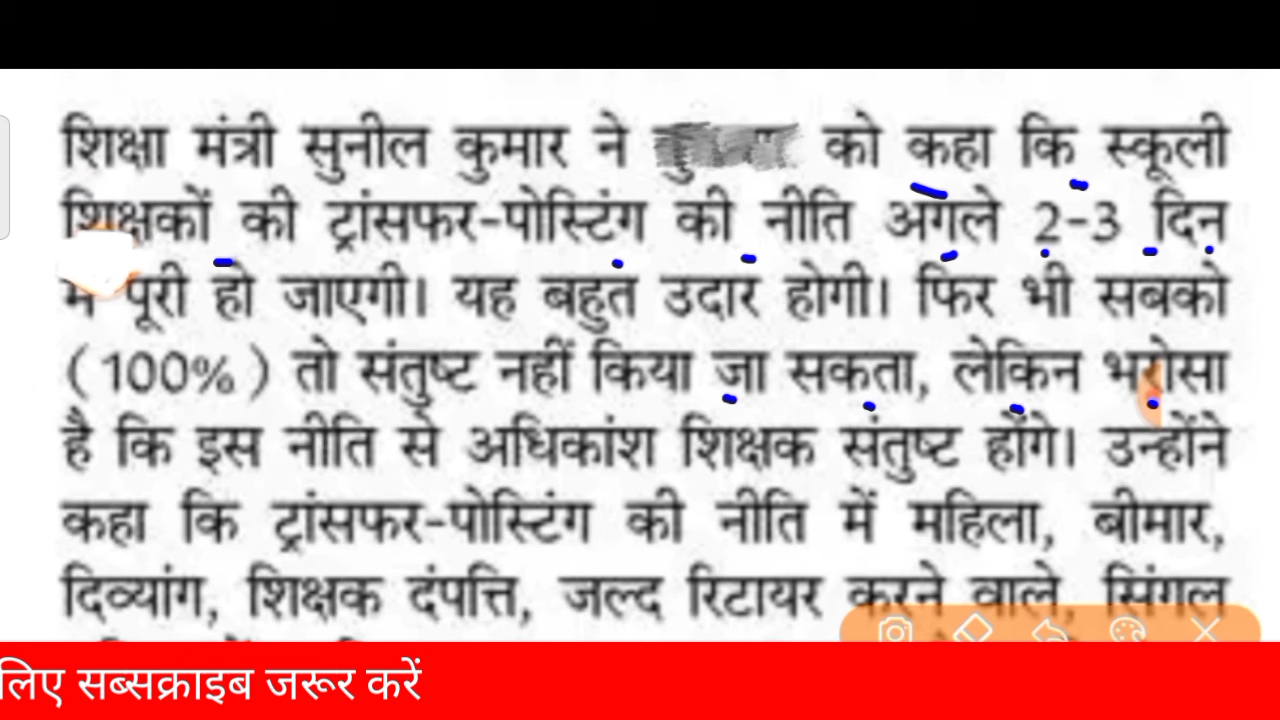 शिक्षा मंत्री सुनील कुमार ने को कहा कि स्कूली
शिक्षकों की ट्रांसफर-पोस्टिंग की नीति अगले 2-3 दिन
में पूरी हो जाएगी। यह बहुत उदार होगी। फिर भी सबको
(100%) तो संतुष्ट नहीं किया जा सकता, लेकिन भरोसा
है कि इस नीति से अधिकांश शिक्षक संतुष्ट होंगे। उन्होंने
कहा कि ट्रांसफर-पोस्टिंग की नीति में महिला, बीमार,
दिव्यांग, शिक्षक दंपत्ति, जल्द रिटायर करने वाले, सिंगल
लिए सब्सक्राइब जरूर करें